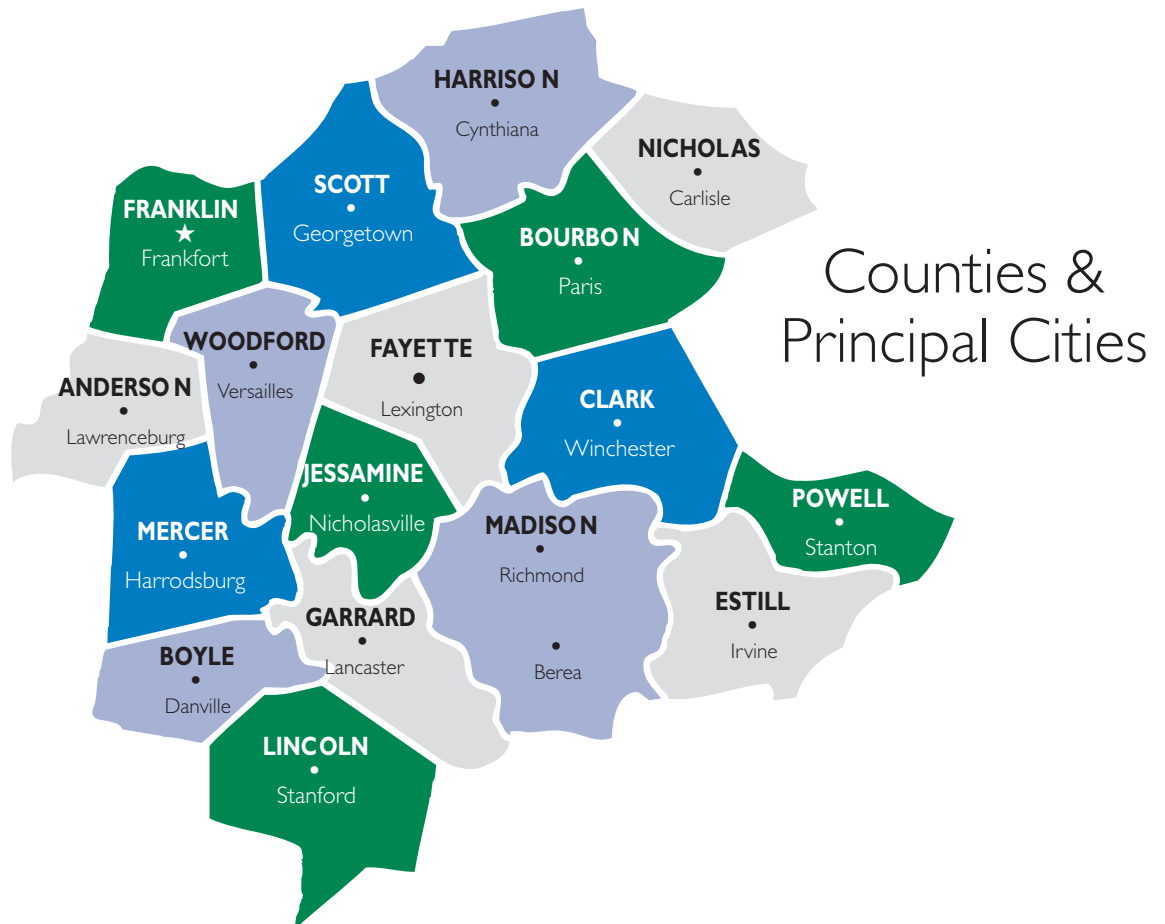 HARRISO N
Cynthiana
NICHOLAS
Carlisle
SCOTT
Georgetown
FRANKLIN
Frankfort
BOURBO N
Paris
Counties &
Principal Cities
WOODFORD
Versailles
FAYETTE
Lexington
ANDERSO N
Lawrenceburg
CLARK
Winchester
JESSAMINE
Nicholasville
POWELL
Stanton
MERCER
Harrodsburg
MADISO N
Richmond
Berea
ESTILL
Irvine
GARRARD
Lancaster
BOYLE
Danville
LINCOLN
Stanford